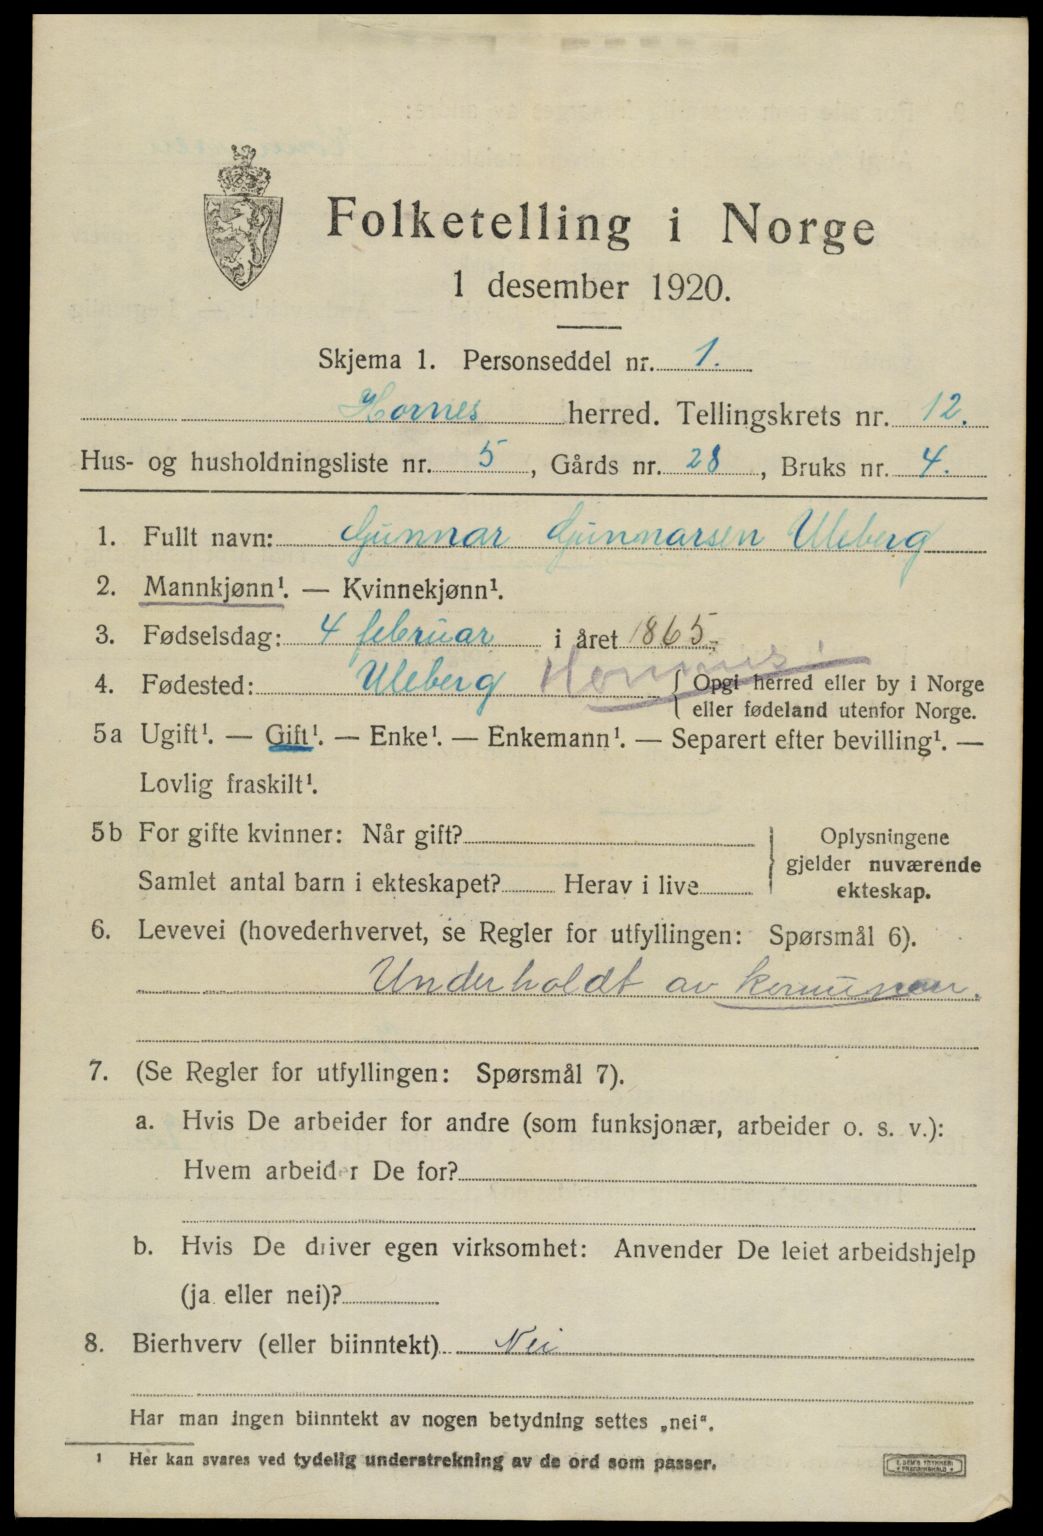 Folketelling i Norge
1 desember 1920.
Skjema 1. Personseddel nr. 1.
Hornnes herred. Tellingskrets nr. 12.
Hus- og husholdningsliste nr. 5, Gårds nr. 28, Bruks nr. 4.
1. Fullt navn: Gunnar Gunnarsen Uleberg
2. Mannkjønn¹. — Kvinnekjønn¹.
3. Fødselsdag: 4 februar i året 1865.
4. Fødested: Uleberg Hornnes { Opgi herred eller by i Norge
eller fødeland utenfor Norge.
5a Ugift¹. — Gift¹. — Enke¹. — Enkemann¹. — Separert efter bevilling¹. —
Lovlig fraskilt¹.
5b For gifte kvinner: Når gift? Oplysningene
gjelder nuværende
Samlet antal barn i ekteskapet? Herav i live ekteskap.
6. Levevei (hovederhvervet, se Regler for utfyllingen: Spørsmål 6).
Underholdt av komunen.
7. (Se Regler for utfyllingen: Spørsmål 7).
a. Hvis De arbeider for andre (som funksjonær, arbeider o. s. v.):
Hvem arbeider De for?
b. Hvis De driver egen virksomhet: Anvender De leiet arbeidshjelp
(ja eller nei)?
8. Bierhverv (eller biinntekt) Nei
Har man ingen biinntekt av nogen betydning settes „nei".
¹ Her kan svares ved tydelig understrekning av de ord som passer.